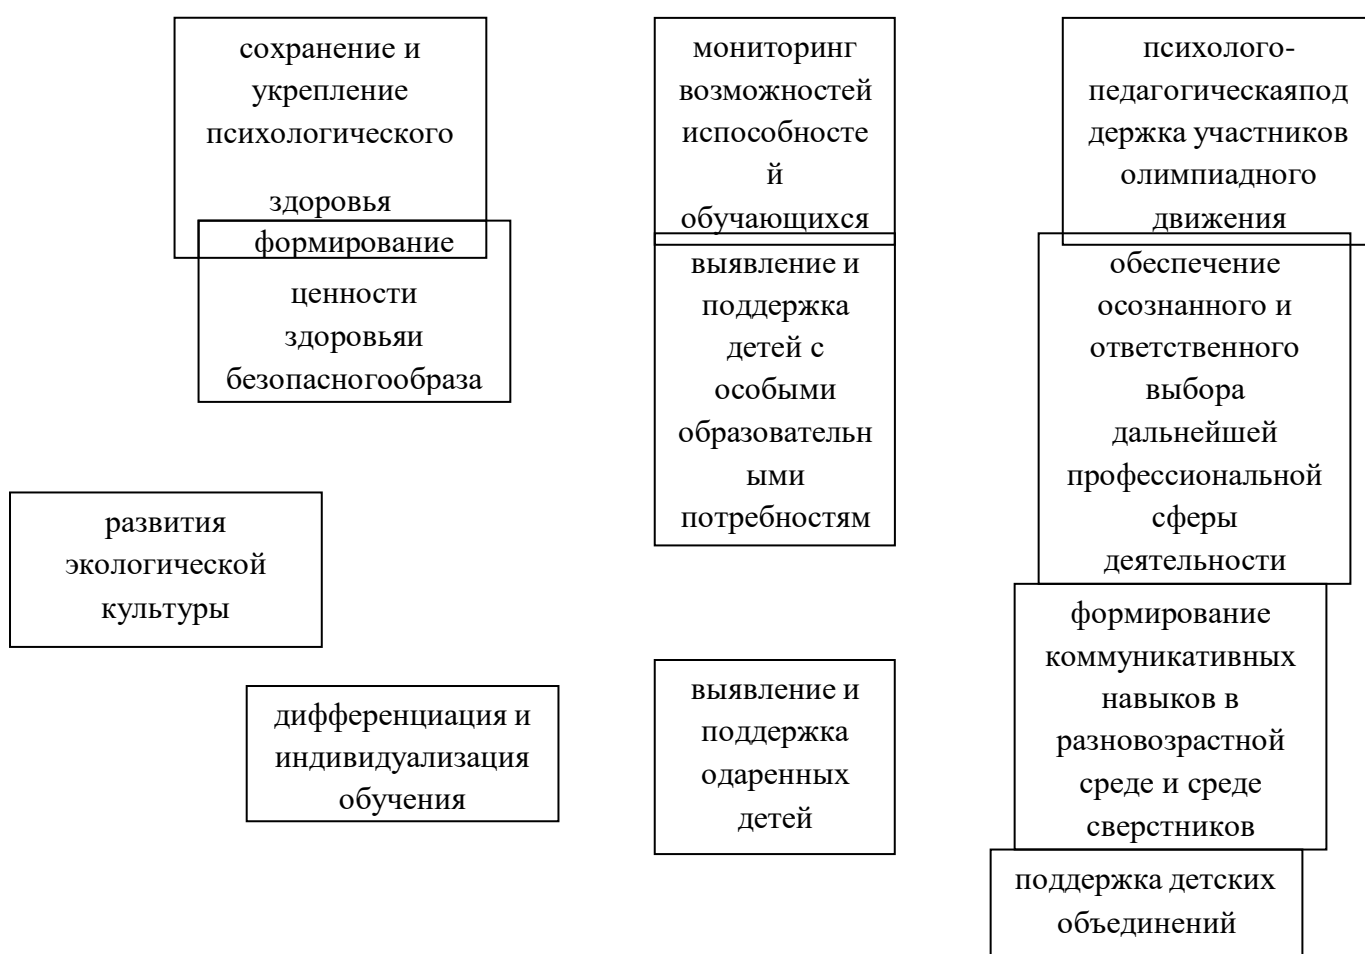 сохранение и
укрепление
психологического
здоровья
формирование
ценности
здоровьяи
безопасногообраза
развития
экологической
культуры
дифференциация и
индивидуализация
обучения
мониторинг
возможностей
испособносте
й
обучающихся
выявление и
поддержка
детей с
особыми
образовательн
ыми
потребностям
выявление и
поддержка
одаренных
детей
психолого-
педагогическаяпод
держка участников
олимпиадного
движения
обеспечение
осознанного и
ответственного
выбора
дальнейшей
профессиональной
сферы
деятельности
формирование
коммуникативных
навыков в
разновозрастной
среде и среде
сверстников
поддержка детских
объединений